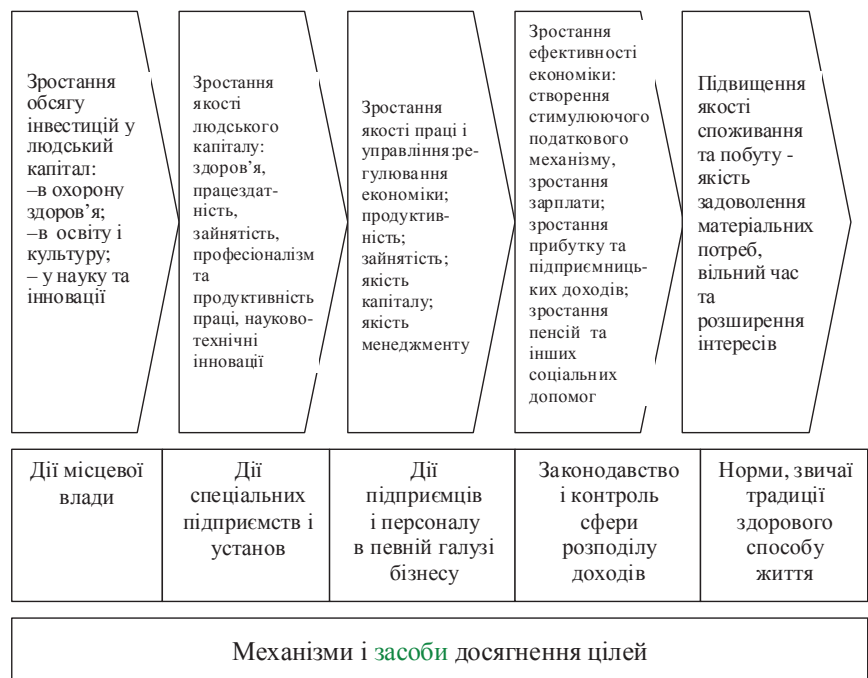 Зростання
обсягу
інвестицій у
людський
капітал:
–в охорону
здоров’я;
–в освіту і
культуру;
– у науку та
інновації
Зростання
якості
людського
капіталу:
здоров’я,
працездат-
ність,
зайнятість,
професіоналізм
та
продуктивність
праці, науково-
технічні
інновації
Зростання
якості праці і
управління:ре-
гулювання
економіки;
продуктив-
ність;
зайнятість;
якість
капіталу;
якість
менеджменту
Зростання
ефективності
економіки:
створення
стимулюючого
податкового
механізму,
зростання
зарплати;
зростання
прибутку та
підприємниць-
ких доходів;
зростання
пенсій та
інших
соціальних
допомог
Підвищення
якості
споживання
та побуту -
якість
задоволення
матеріальних
потреб,
вільний час
та
розширення
інтересів
Дії місцевої
влади
Дії
спеціальних
підприємств і
установ
Дії
підприємців
і персоналу
в певній галузі
бізнесу
Законодавство
і контроль
сфери
розподілу
доходів
Норми, звичаї
традиції
здорового
способу
життя
Механізми і засоби досягнення цілей